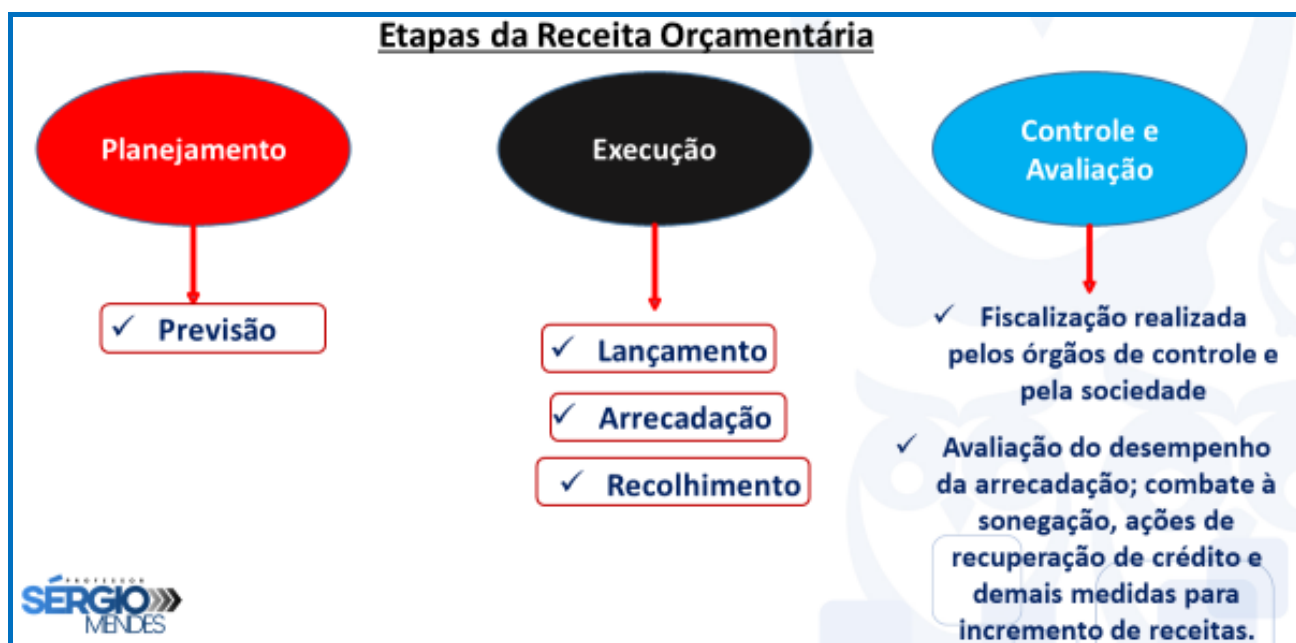 Etapas da Receita Orçamentária
Planejamento
✓ Previsão
Execução
✓ Lançamento
✓ Arrecadação
✓ Recolhimento
Controle e
Avaliação
✓ Fiscalização realizada
pelos órgãos de controle e
pela sociedade
✓ Avaliação do desempenho
da arrecadação; combate à
sonegação, ações de
recuperação de crédito e
demais medidas para
incremento de receitas.
PROFESSOR
SÉRGIO
MENDES